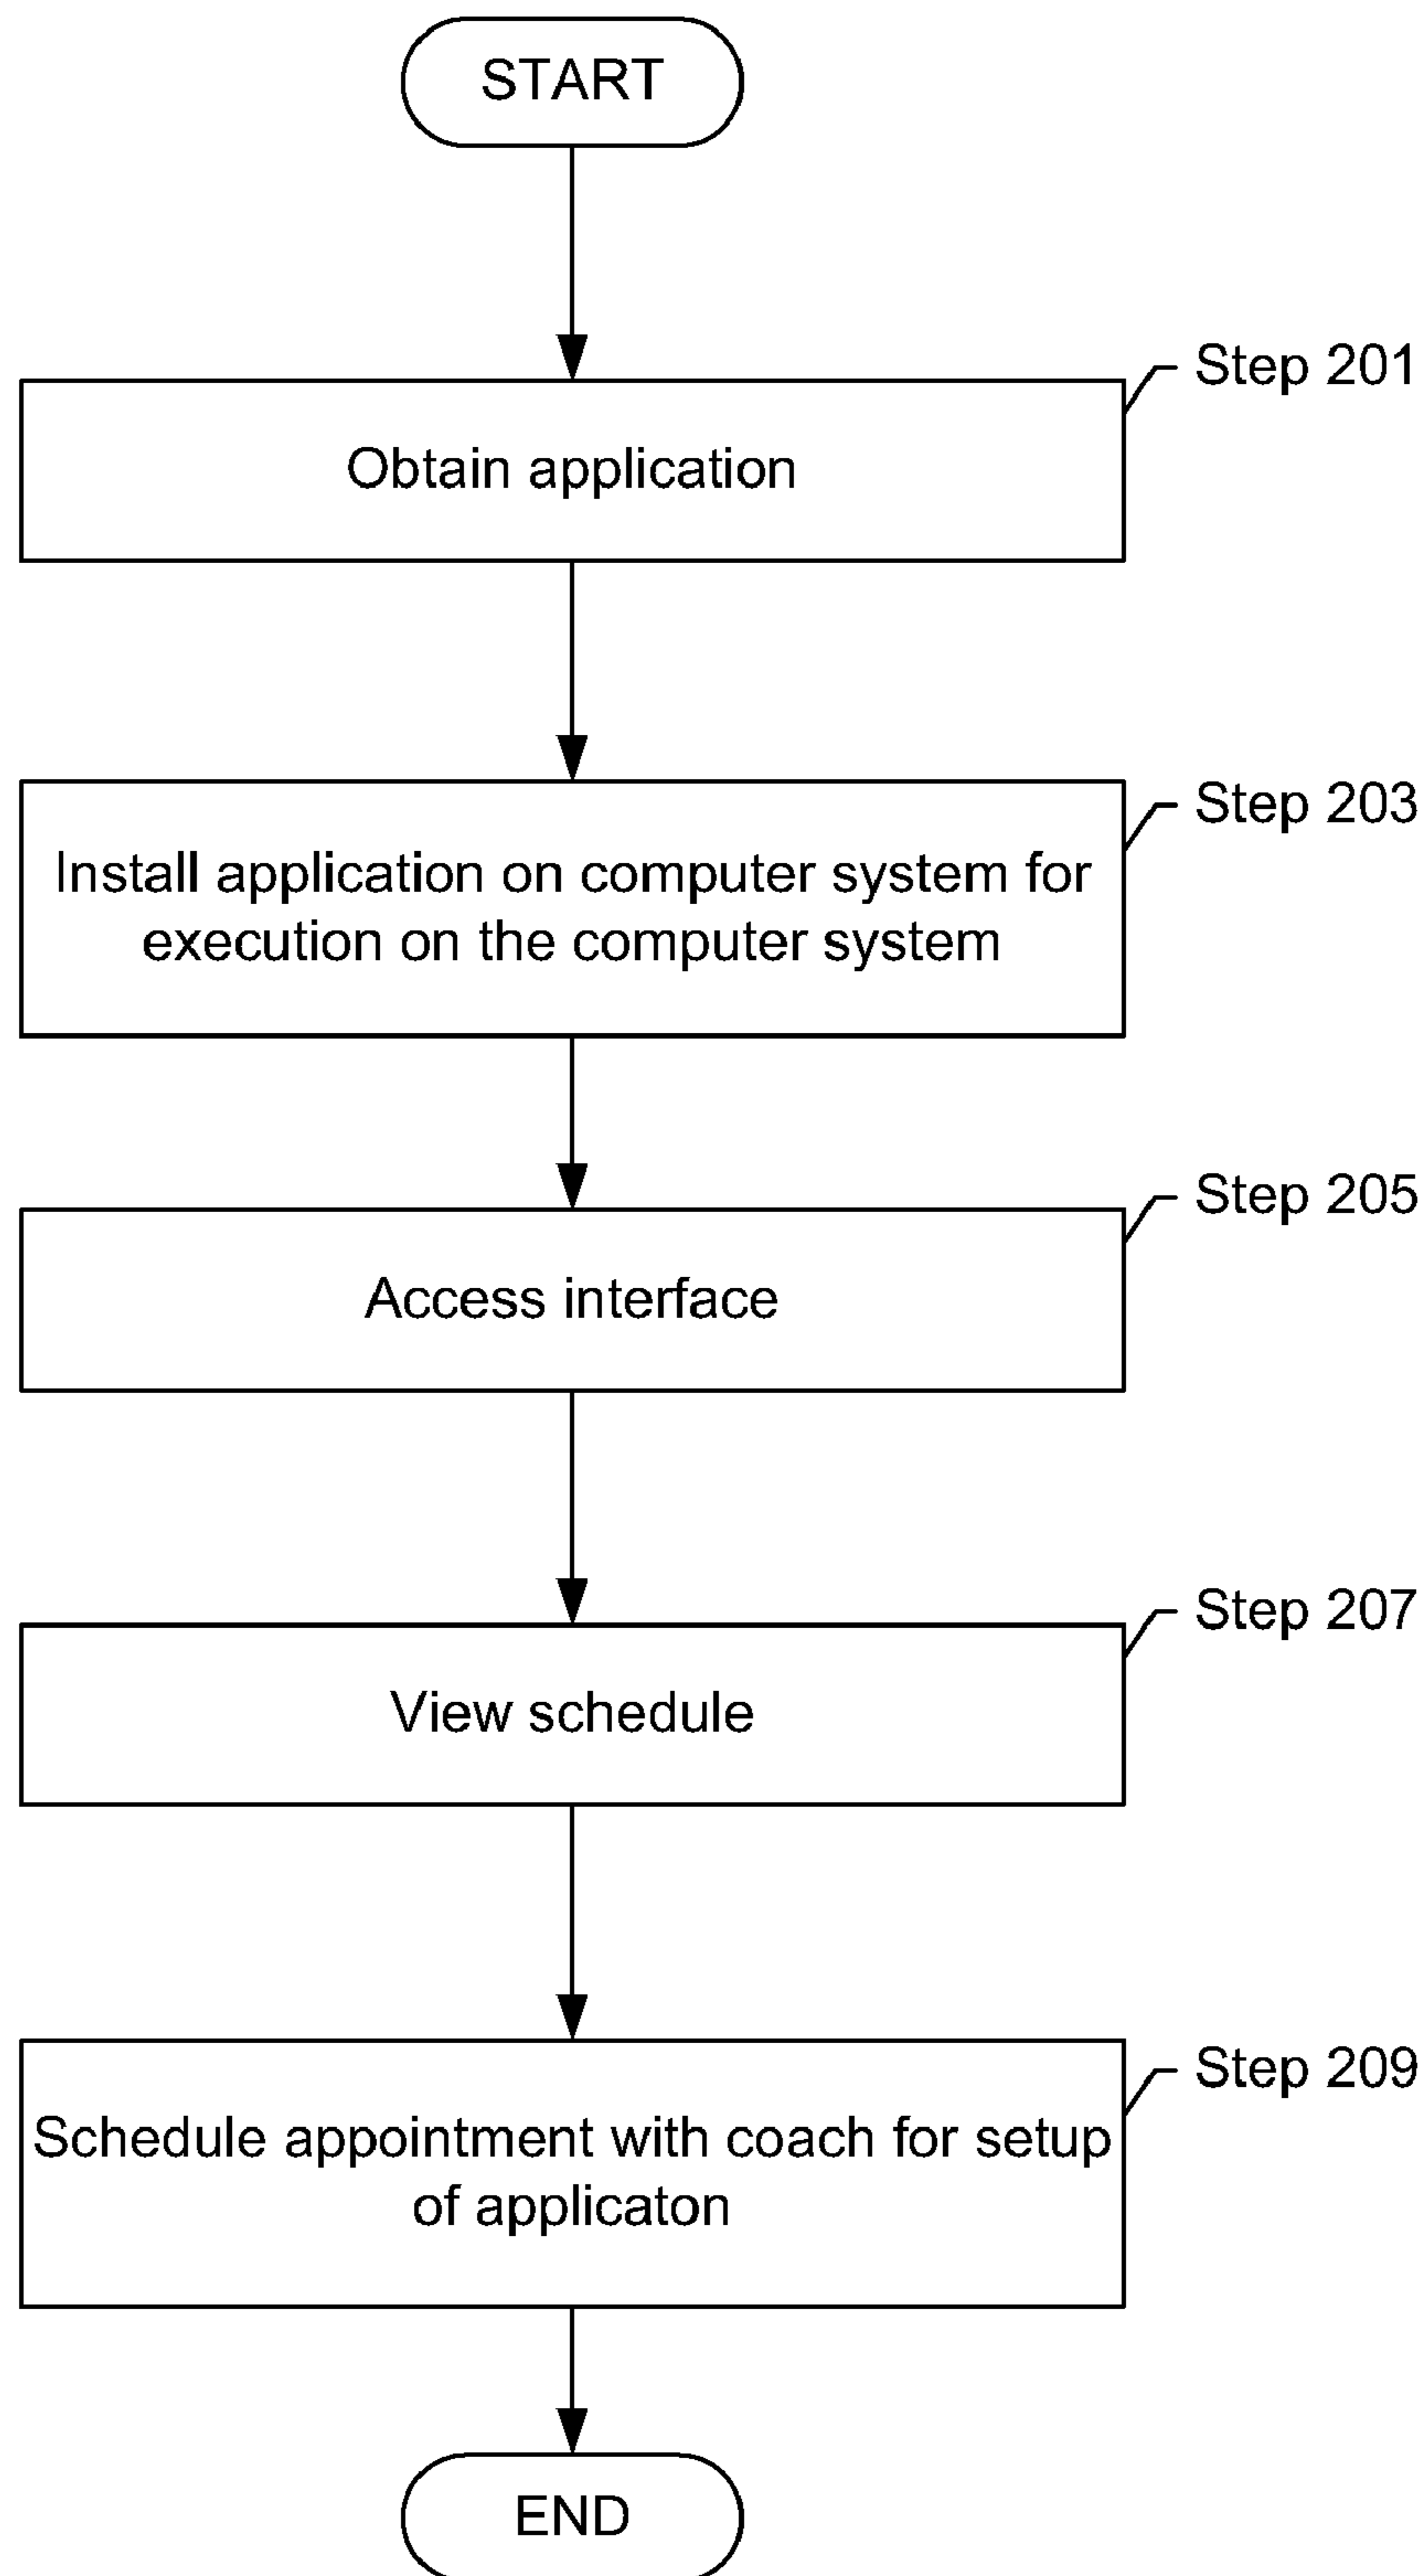 START
Step 201
Obtain application
Step 203
Install application on computer system for
execution on the computer system
Step 205
Access interface
Step 207
View schedule
Step 209
Schedule appointment with coach for setup
of applicaton
END